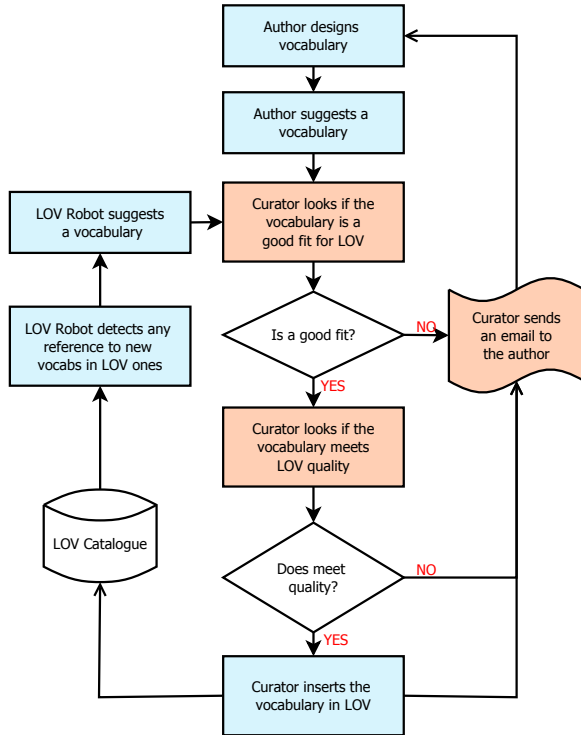 Author designs
vocabulary
Author suggests a
vocabulary
LOV Robot suggests
a vocabulary
Curator looks if the
vocabulary is a
good fit for LOV
LOV Robot detects any
reference to new
vocabs in LOV ones
Is a good fit?
NO
Curator sends
an email to
the author
YES
Curator looks if the
vocabulary meets
LOV quality
LOV Catalogue
Does meet
quality?
NO
YES
Curator inserts the
vocabulary in LOV